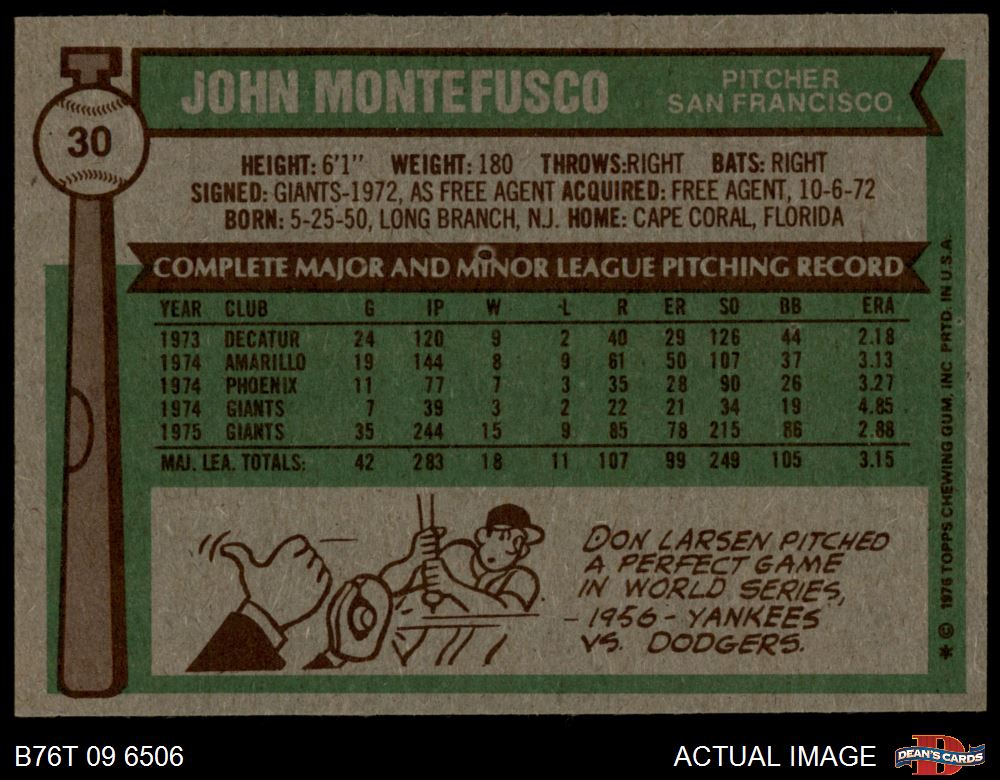 30
JOHN MONTEFUSCO
PITCHER
SAN FRANCISCO
HEIGHT: 6'1" WEIGHT: 180 THROWS:RIGHT BATS: RIGHT
SIGNED: GIANTS-1972, AS FREE AGENT ACQUIRED: FREE AGENT, 10-6-72
BORN: 5-25-50, LONG BRANCH, N.J. HOME: CAPE CORAL, FLORIDA
COMPLETE MAJOR AND MINOR LEAGUE PITCHING RECORD
YEAR CLUB G IP W L R ER SO BB ERA
1973 DECATUR 24 120 9 2 40 29 126 44 2.18
1974 AMARILLO 19 144 8 9 61 50 107 37 3.13
1974 PHOENIX 11 77 7 3 35 28 90 26 3.27
1974 GIANTS 7 39 3 2 22 21 34 19 4.85
1975 GIANTS 35 244 15 9 85 78 215 86 2.88
MAJ. LEA. TOTALS: 42 283 18 11 107 99 249 105 3.15
DON LARSEN PITCHED
A PERFECT GAME
IN WORLD SERIES,
-1956-YANKEES
VS. DODGERS.
* © 1976 TOPPS CHEWING GUM, INC. PRTD. IN U.S.A.
B76T 09 6506
ACTUAL IMAGE
D
DEAN'S CARDS